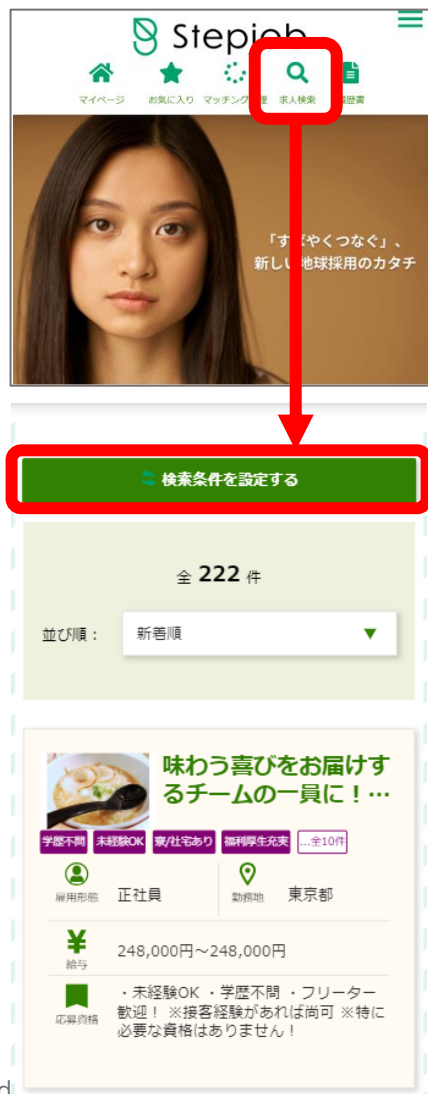 Stepjob
マイページ
お気に入り
求人検索
「すばやくつなぐ」、
新しい地球採用のカタチ
検索条件を設定する
全 222 件
並び順：
新着順
味わう喜びをお届けす
るチームの一員に！…
学歴不問 未経験OK 寮/社宅あり 福利厚生充実 ...全10件
雇用形態 正社員 勤務地 東京都
給与 248,000円～248,000円
・未経験OK ・学歴不問 ・フリーター
応募資格 歓迎！ ※接客経験があれば尚可 ※特に
必要な資格はありません！